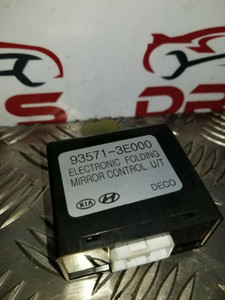 93571-3E000
ELECTRONIC FOLDING
MIRROR CONTROL U/T
KIA
DECO